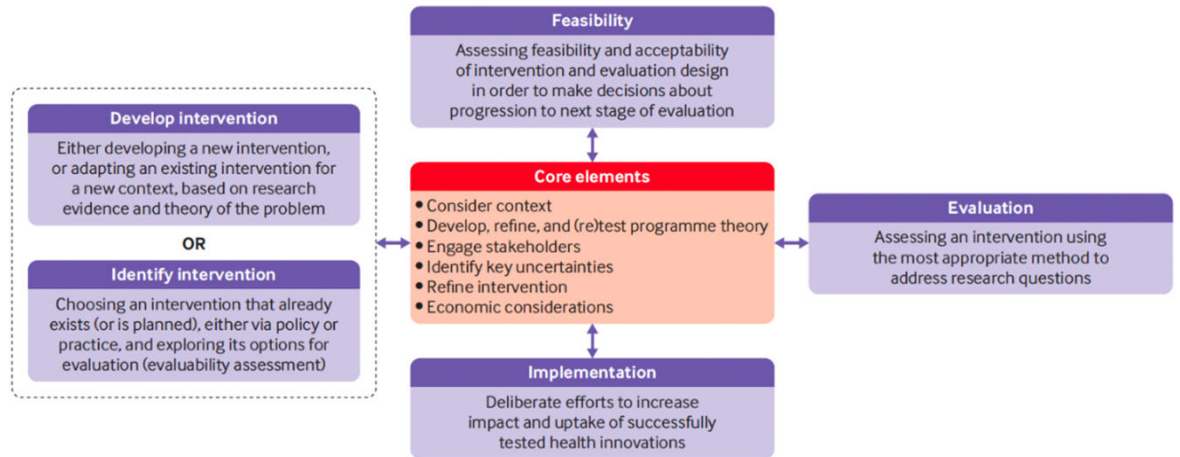 Feasibility
Assessing feasibility and acceptability
of intervention and evaluation design
in order to make decisions about
progression to next stage of evaluation
Develop intervention
Either developing a new intervention,
or adapting an existing intervention for
a new context, based on research
evidence and theory of the problem
OR
Identify intervention
Choosing an intervention that already
exists (or is planned), either via policy or
practice, and exploring its options for
evaluation (evaluability assessment)
Core elements
• Consider context
• Develop, refine, and (re)test programme theory
• Engage stakeholders
• Identify key uncertainties
• Refine intervention
• Economic considerations
Evaluation
Assessing an intervention using
the most appropriate method to
address research questions
Implementation
Deliberate efforts to increase
impact and uptake of successfully
tested health innovations